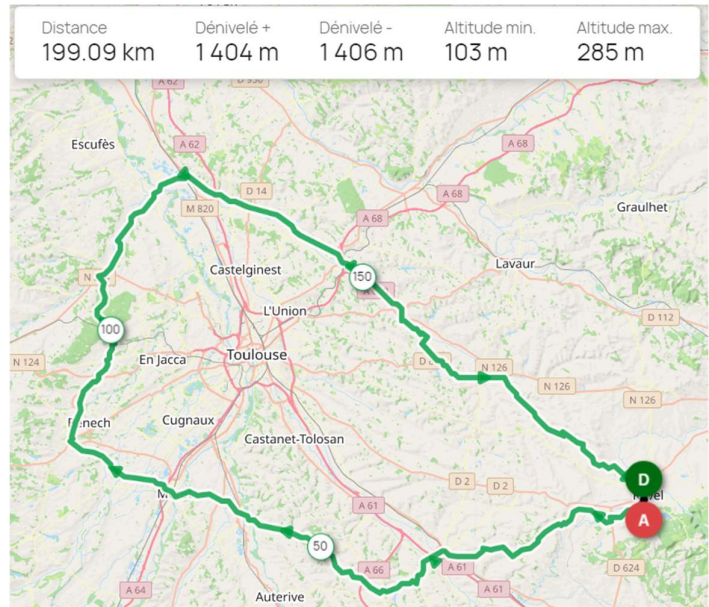 Distance
199.09 km
Dénivelé +
1 404 m
Dénivelé -
1 406 m
Altitude min.
103 m
Altitude max.
285 m
A 62
Escufès
A 62
A 68
D 14
A 68
M 820
A 68
Graulhet
Castelginest
Lavaur
150
L'Union
D 112
100
En Jacca
Toulouse
N 124
N 126
N 126
N 126
Cugnaux
Castanet-Tolosan
D 2
D 2
D
A 61
A
50
A 66
A 61
D 624
A 64
Auterive
A 61